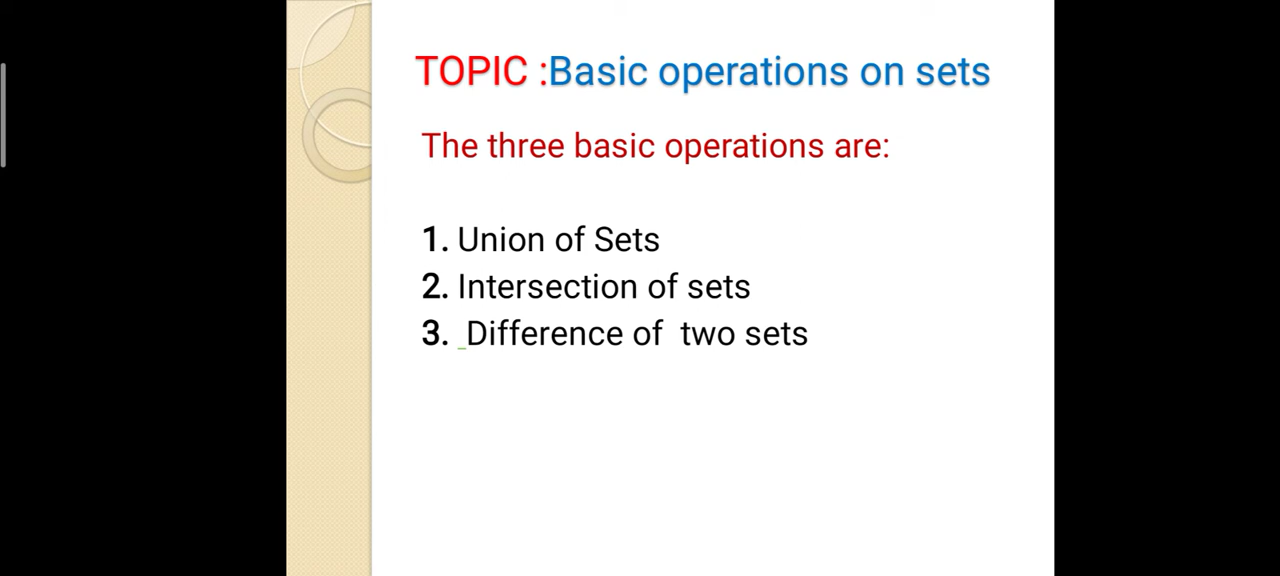 TOPIC :Basic operations on sets
The three basic operations are:
1. Union of Sets
2. Intersection of sets
3. _Difference of  two sets